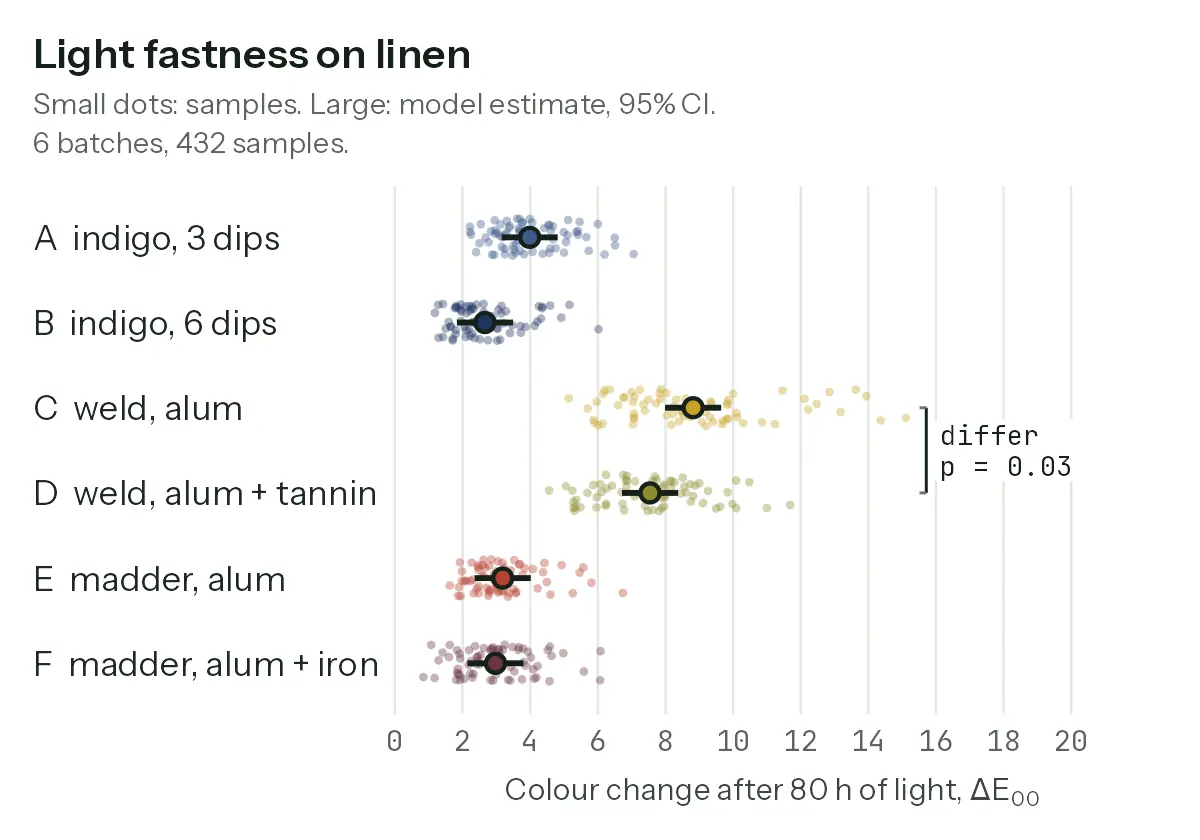 Light fastness on linen
Small dots: samples. Large: model estimate, 95% CI.
6 batches, 432 samples.
A indigo, 3 dips
B indigo, 6 dips
C weld, alum
differ
p = 0.03
D weld, alum + tannin
E madder, alum
F madder, alum + iron
0 2 4 6 8 10 12 14 16 18 20
Colour change after 80 h of light, ΔE₀₀